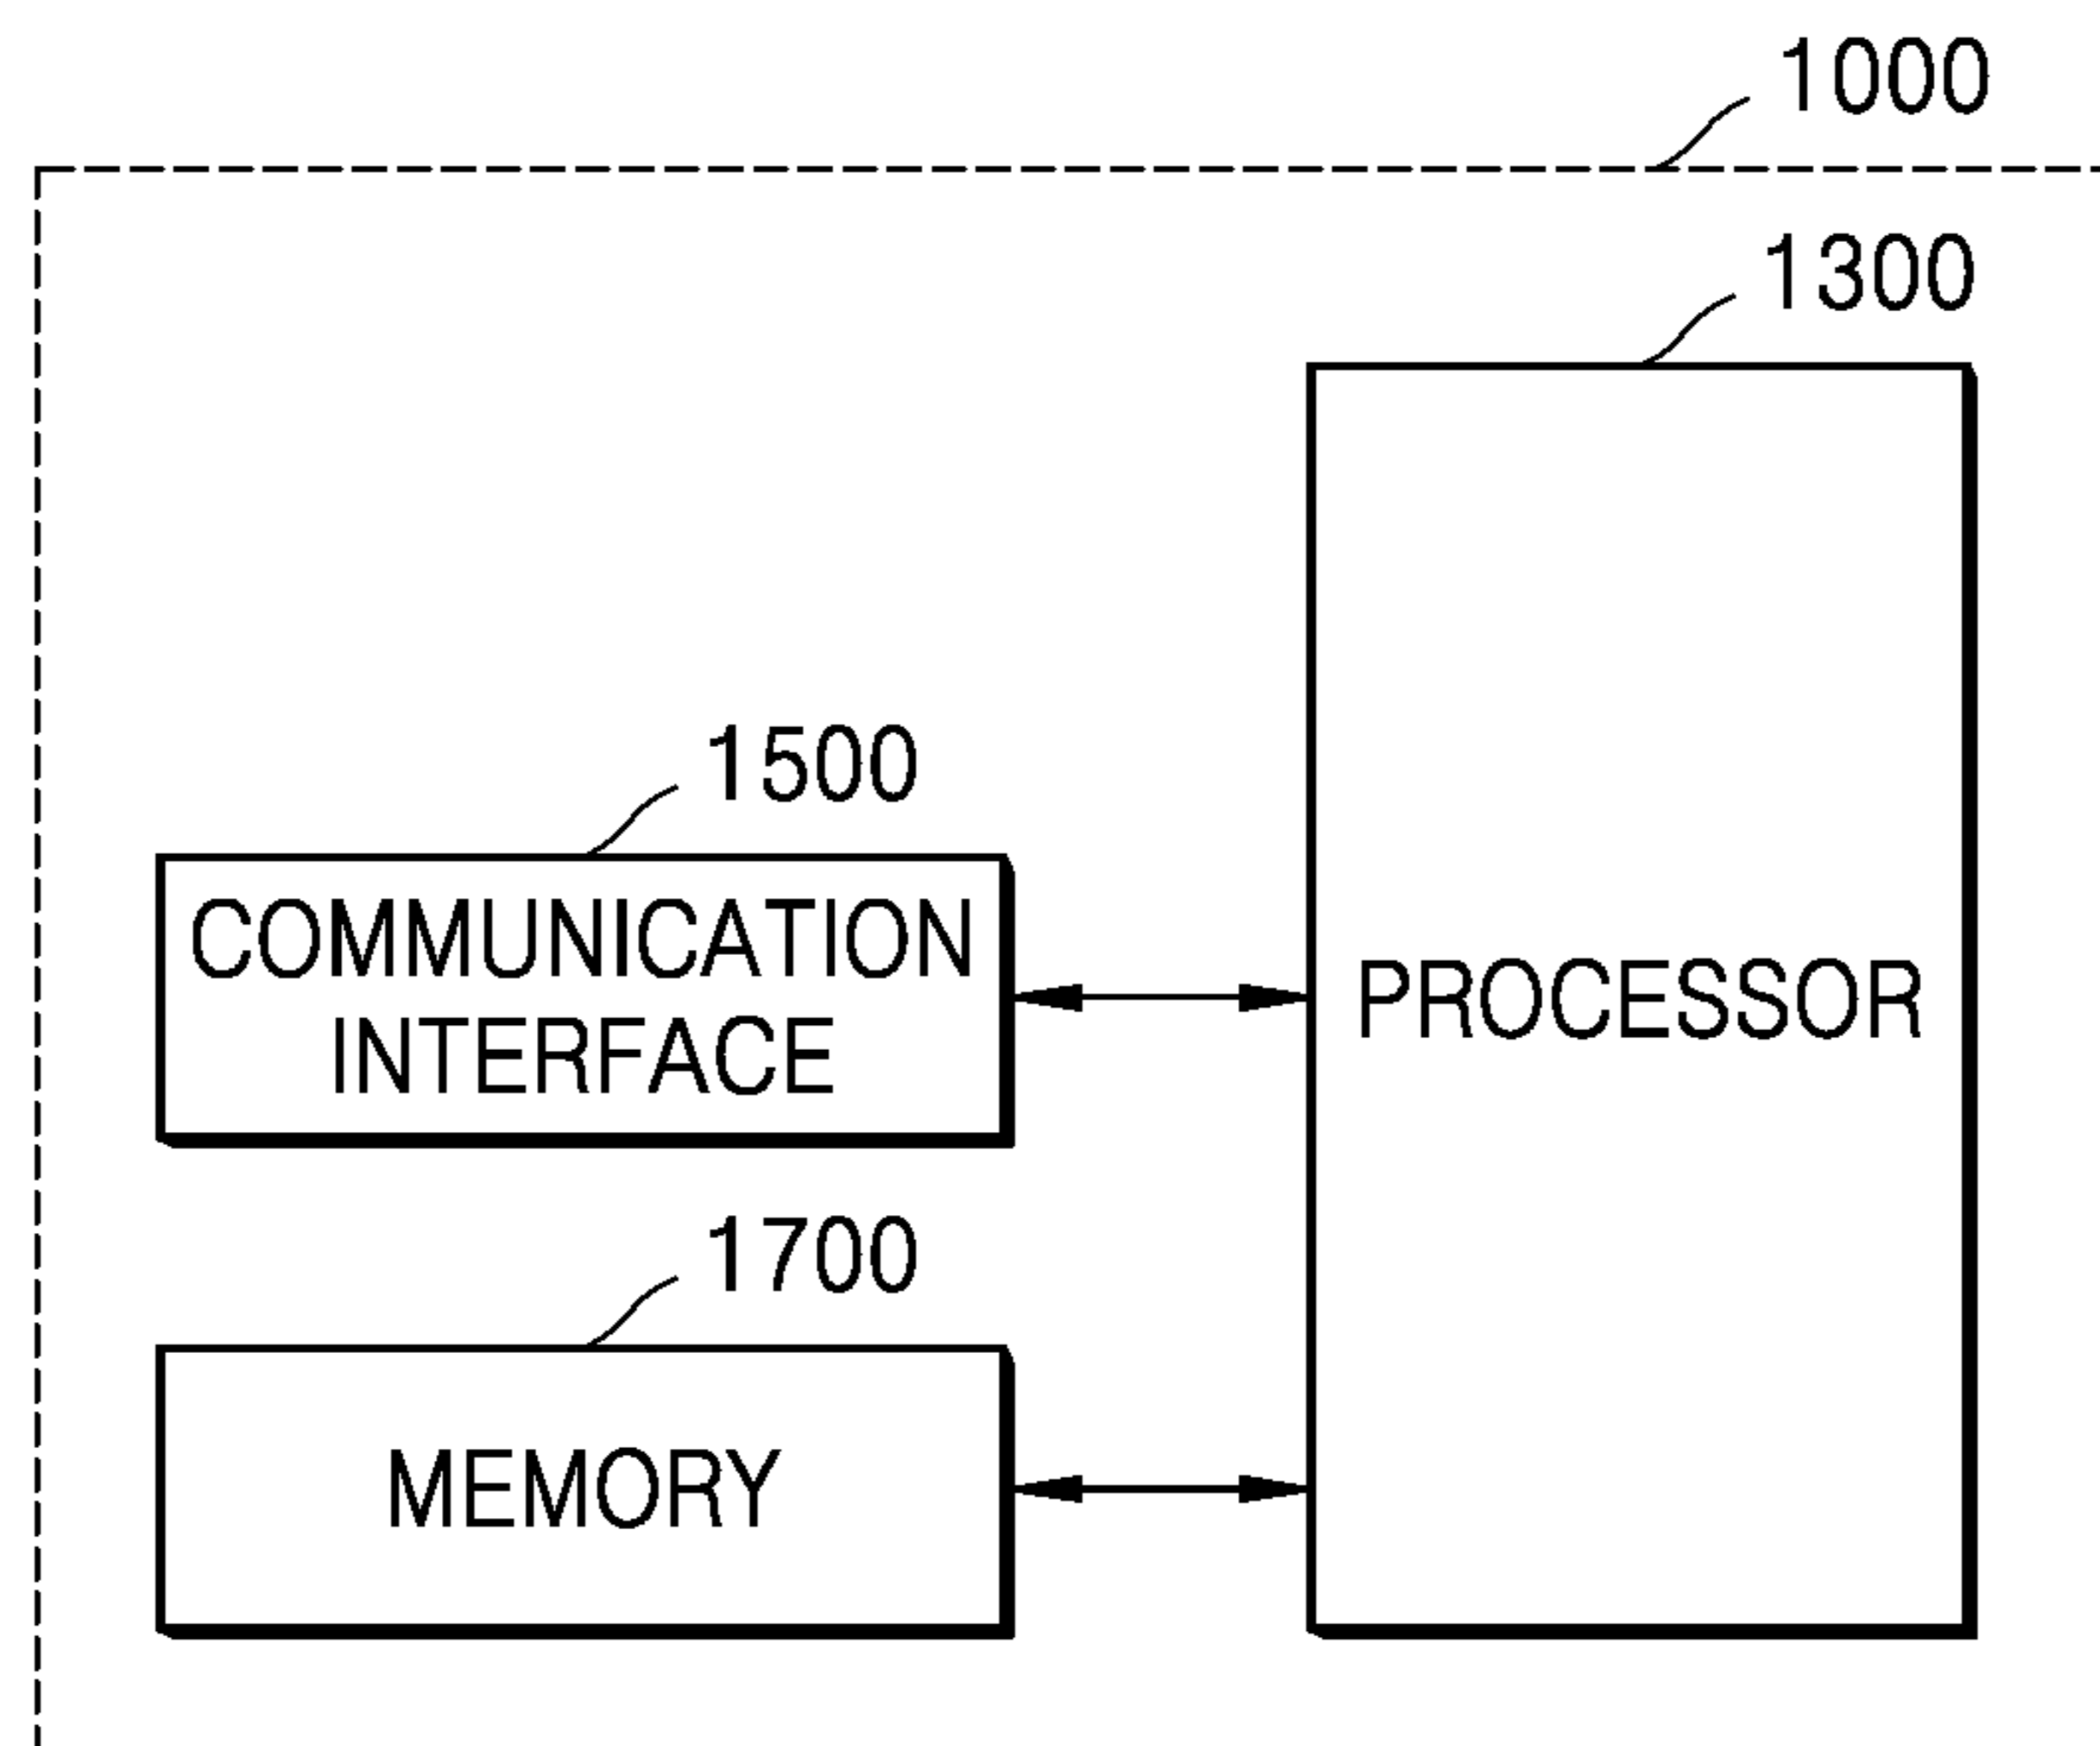 1000
1300
1500
COMMUNICATION
INTERFACE
PROCESSOR
1700
MEMORY